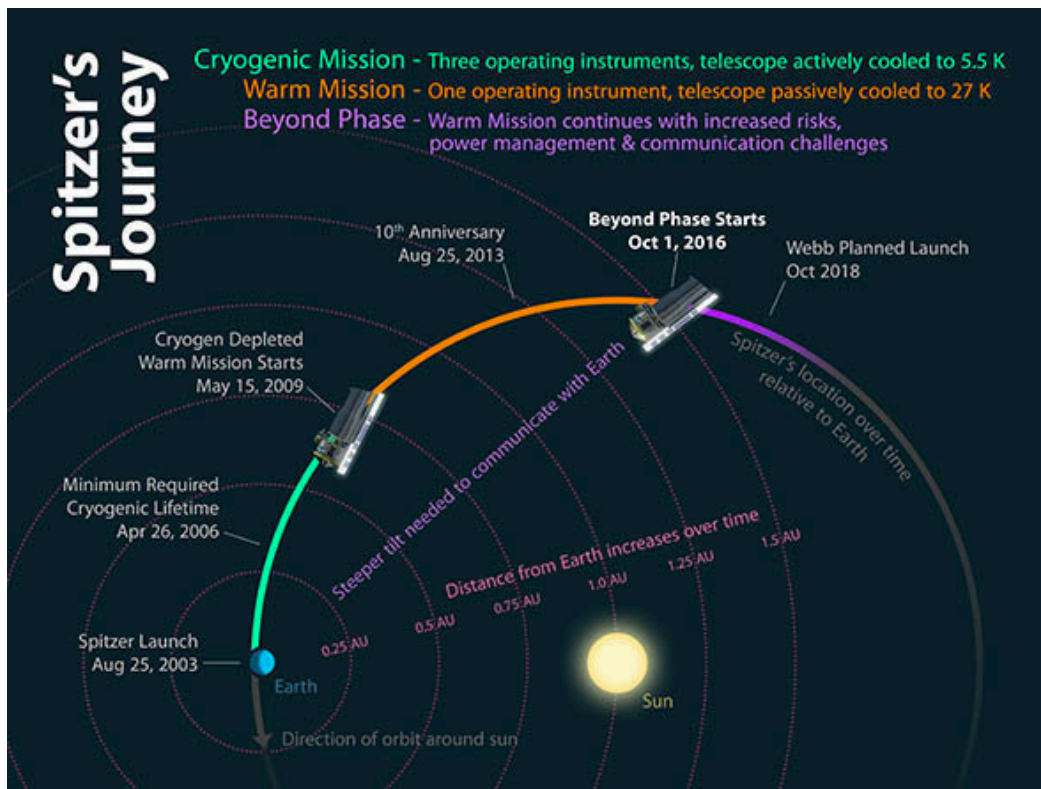 Spitzer's
Journey
Cryogenic Mission - Three operating instruments, telescope actively cooled to 5.5 K
Warm Mission - One operating instrument, telescope passively cooled to 27 K
Beyond Phase - Warm Mission continues with increased risks,
power management & communication challenges
10th Anniversary
Aug 25, 2013
Beyond Phase Starts
Oct 1, 2016
Webb Planned Launch
Oct 2018
Cryogen Depleted
Warm Mission Starts
May 15, 2009
Spitzer's location over time
relative to Earth
Minimum Required
Cryogenic Lifetime
Apr 26, 2006
Steeper tilt needed to communicate with Earth
Distance from Earth increases over time
0.25 AU
0.5 AU
0.75 AU
1.0 AU
1.25 AU
1.5 AU
Spitzer Launch
Aug 25, 2003
Earth
Sun
Direction of orbit around sun